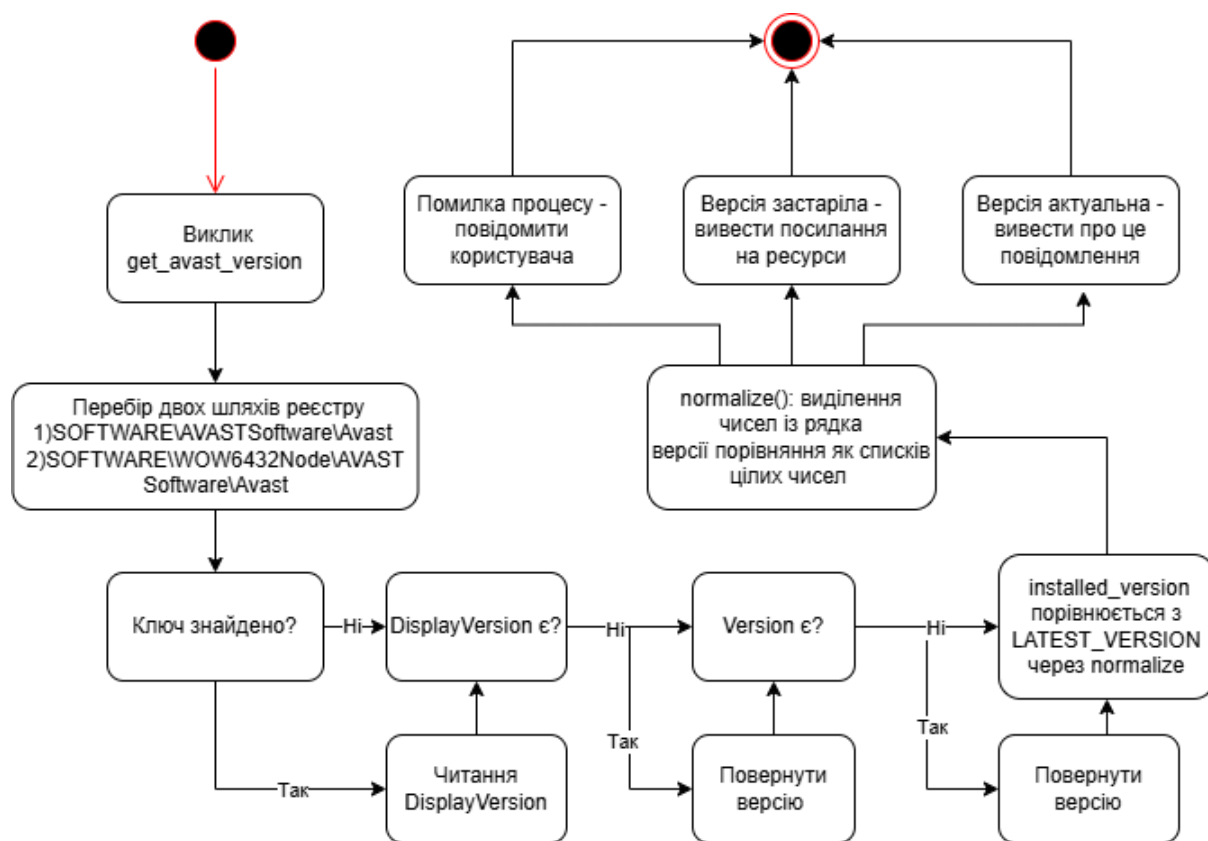 Виклик
get_avast_version
Перебір двох шляхів реєстру
1)SOFTWARE\AVASTSoftware\Avast
2)SOFTWARE\WOW6432Node\AVAST
Software\Avast
Ключ знайдено?
Ні
DisplayVersion є?
Ні
Version є?
Ні
installed_version
порівнюється з
LATEST_VERSION
через normalize
Так
Читання
DisplayVersion
Так
Повернути
версію
Так
Повернути
версію
normalize(): виділення
чисел із рядка
версії порівняння як списків
цілих чисел
Помилка процесу -
повідомити
користувача
Версія застаріла -
вивести посилання
на ресурси
Версія актуальна -
вивести про це
повідомлення